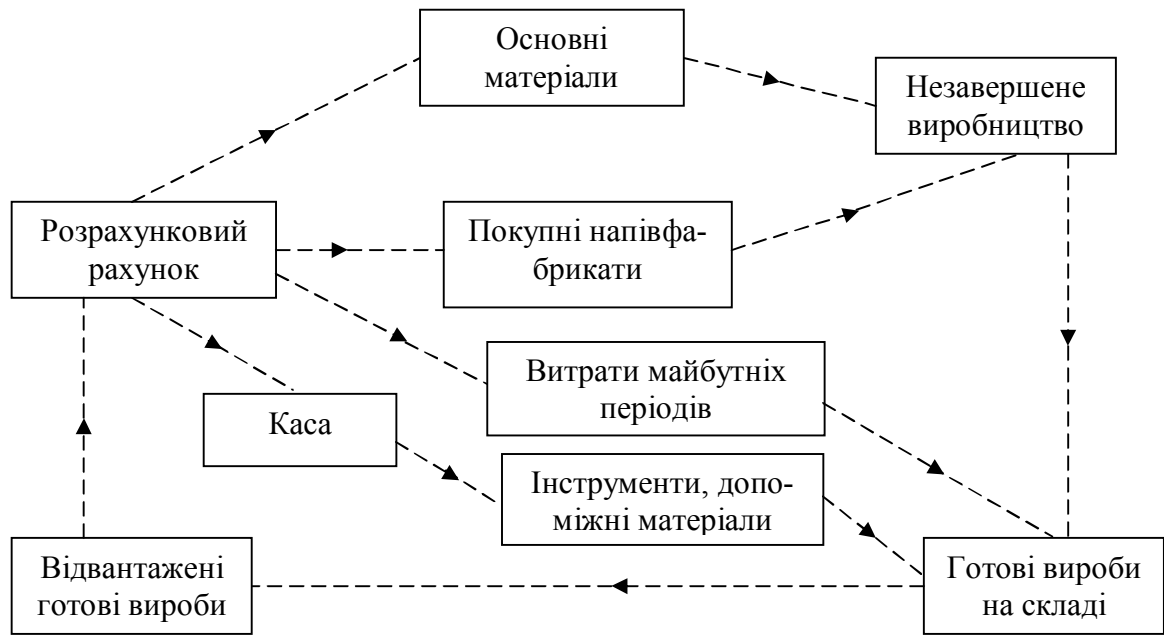 Основні
матеріали
Незавершене
виробництво
Розрахунковий
рахунок
Покупні напівфа-
брикати
Витрати майбутніх
періодів
Каса
Інструменти, допо-
міжні матеріали
Відвантажені
готові вироби
Готові вироби
на складі